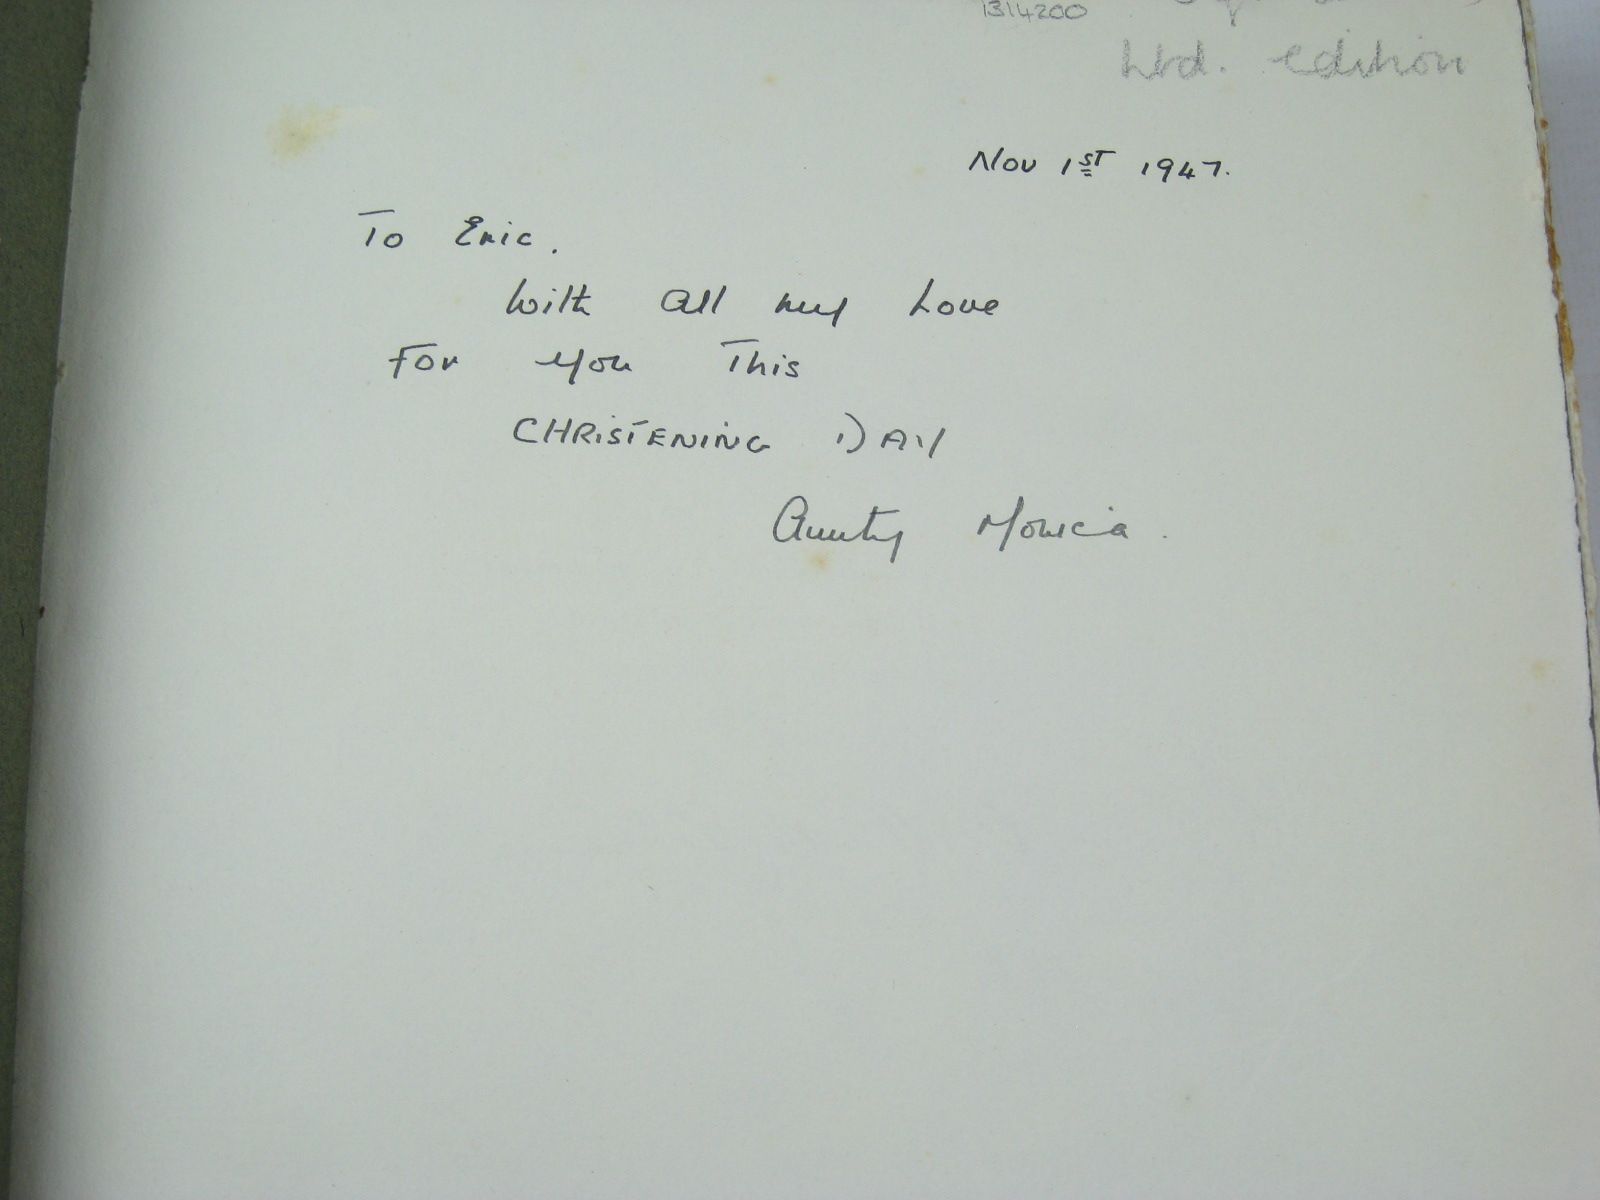 1314200
Ltd. edition
Nov 1ST 1947.
To Eric.
With all my Love
For you This
CHRiSTENiNG DAY
Aunty Monica.